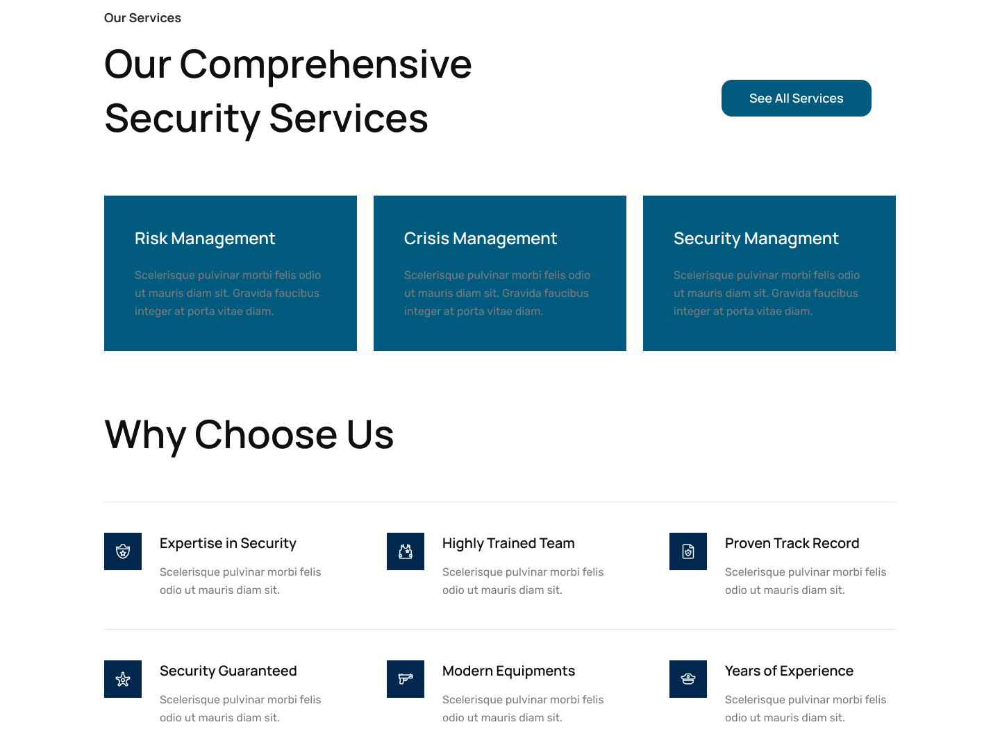 Our Services
Our Comprehensive
Security Services
See All Services
Risk Management
Scelerisque pulvinar morbi felis odio
ut mauris diam sit. Gravida faucibus
integer at porta vitae diam.
Crisis Management
Scelerisque pulvinar morbi felis odio
ut mauris diam sit. Gravida faucibus
integer at porta vitae diam.
Security Managment
Scelerisque pulvinar morbi felis odio
ut mauris diam sit. Gravida faucibus
integer at porta vitae diam.
Why Choose Us
Expertise in Security
Scelerisque pulvinar morbi felis
odio ut mauris diam sit.
Highly Trained Team
Scelerisque pulvinar morbi felis
odio ut mauris diam sit.
Proven Track Record
Scelerisque pulvinar morbi felis
odio ut mauris diam sit.
Security Guaranteed
Scelerisque pulvinar morbi felis
odio ut mauris diam sit.
Modern Equipments
Scelerisque pulvinar morbi felis
odio ut mauris diam sit.
Years of Experience
Scelerisque pulvinar morbi felis
odio ut mauris diam sit.